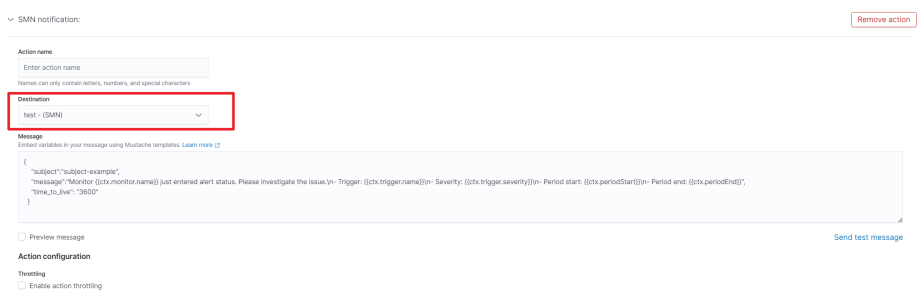 SMN notification:
Remove action
Action name
Enter action name
Names can only contain letters, numbers, and special characters
Destination
test - (SMN)
Message
Embed variables in your message using Mustache templates. Learn more
{
"subject":"subject-example",
"message":"Monitor {{ctx.monitor.name}} just entered alert status. Please investigate the issue.\n- Trigger: {{ctx.trigger.name}}\n- Severity: {{ctx.trigger.severity}}\n- Period start: {{ctx.periodStart}}\n- Period end: {{ctx.periodEnd}}",
"time_to_live": "3600"
}
Preview message
Send test message
Action configuration
Throttling
Enable action throttling